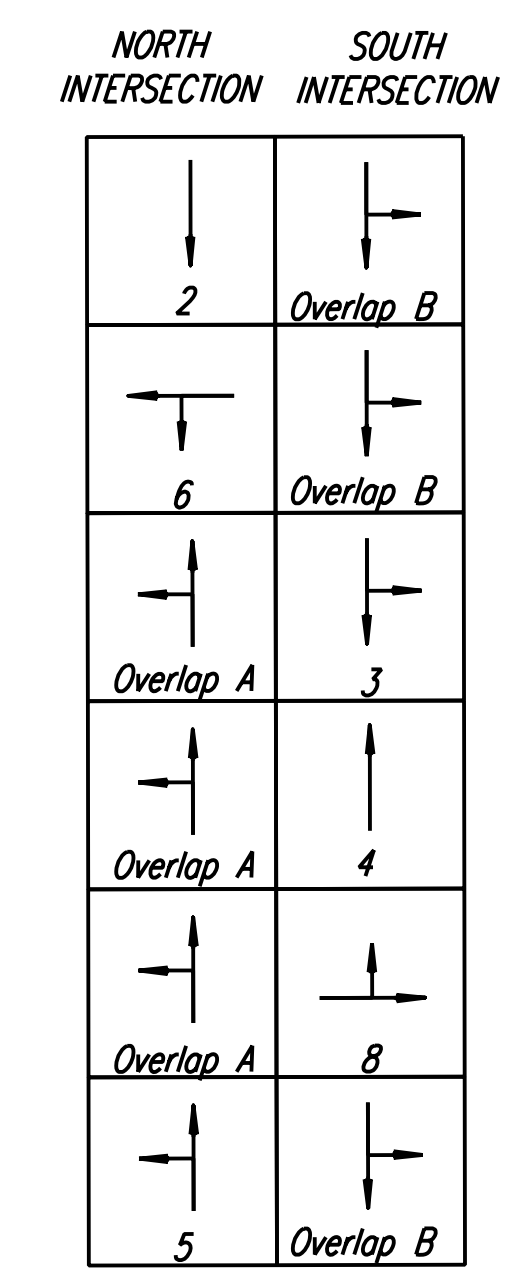 NORTH INTERSECTION
SOUTH INTERSECTION
2
Overlap B
6
Overlap B
Overlap A
3
Overlap A
4
Overlap A
8
5
Overlap B